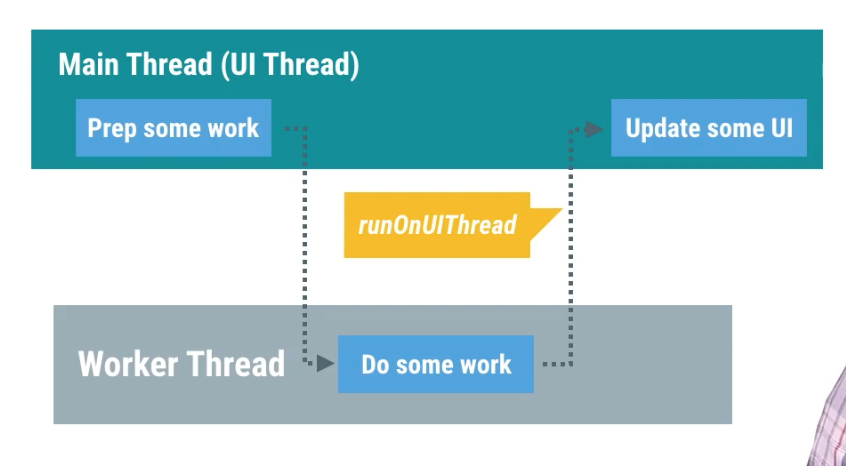 Main Thread (UI Thread)
Prep some work
Update some UI
runOnUIThread
Worker Thread
Do some work